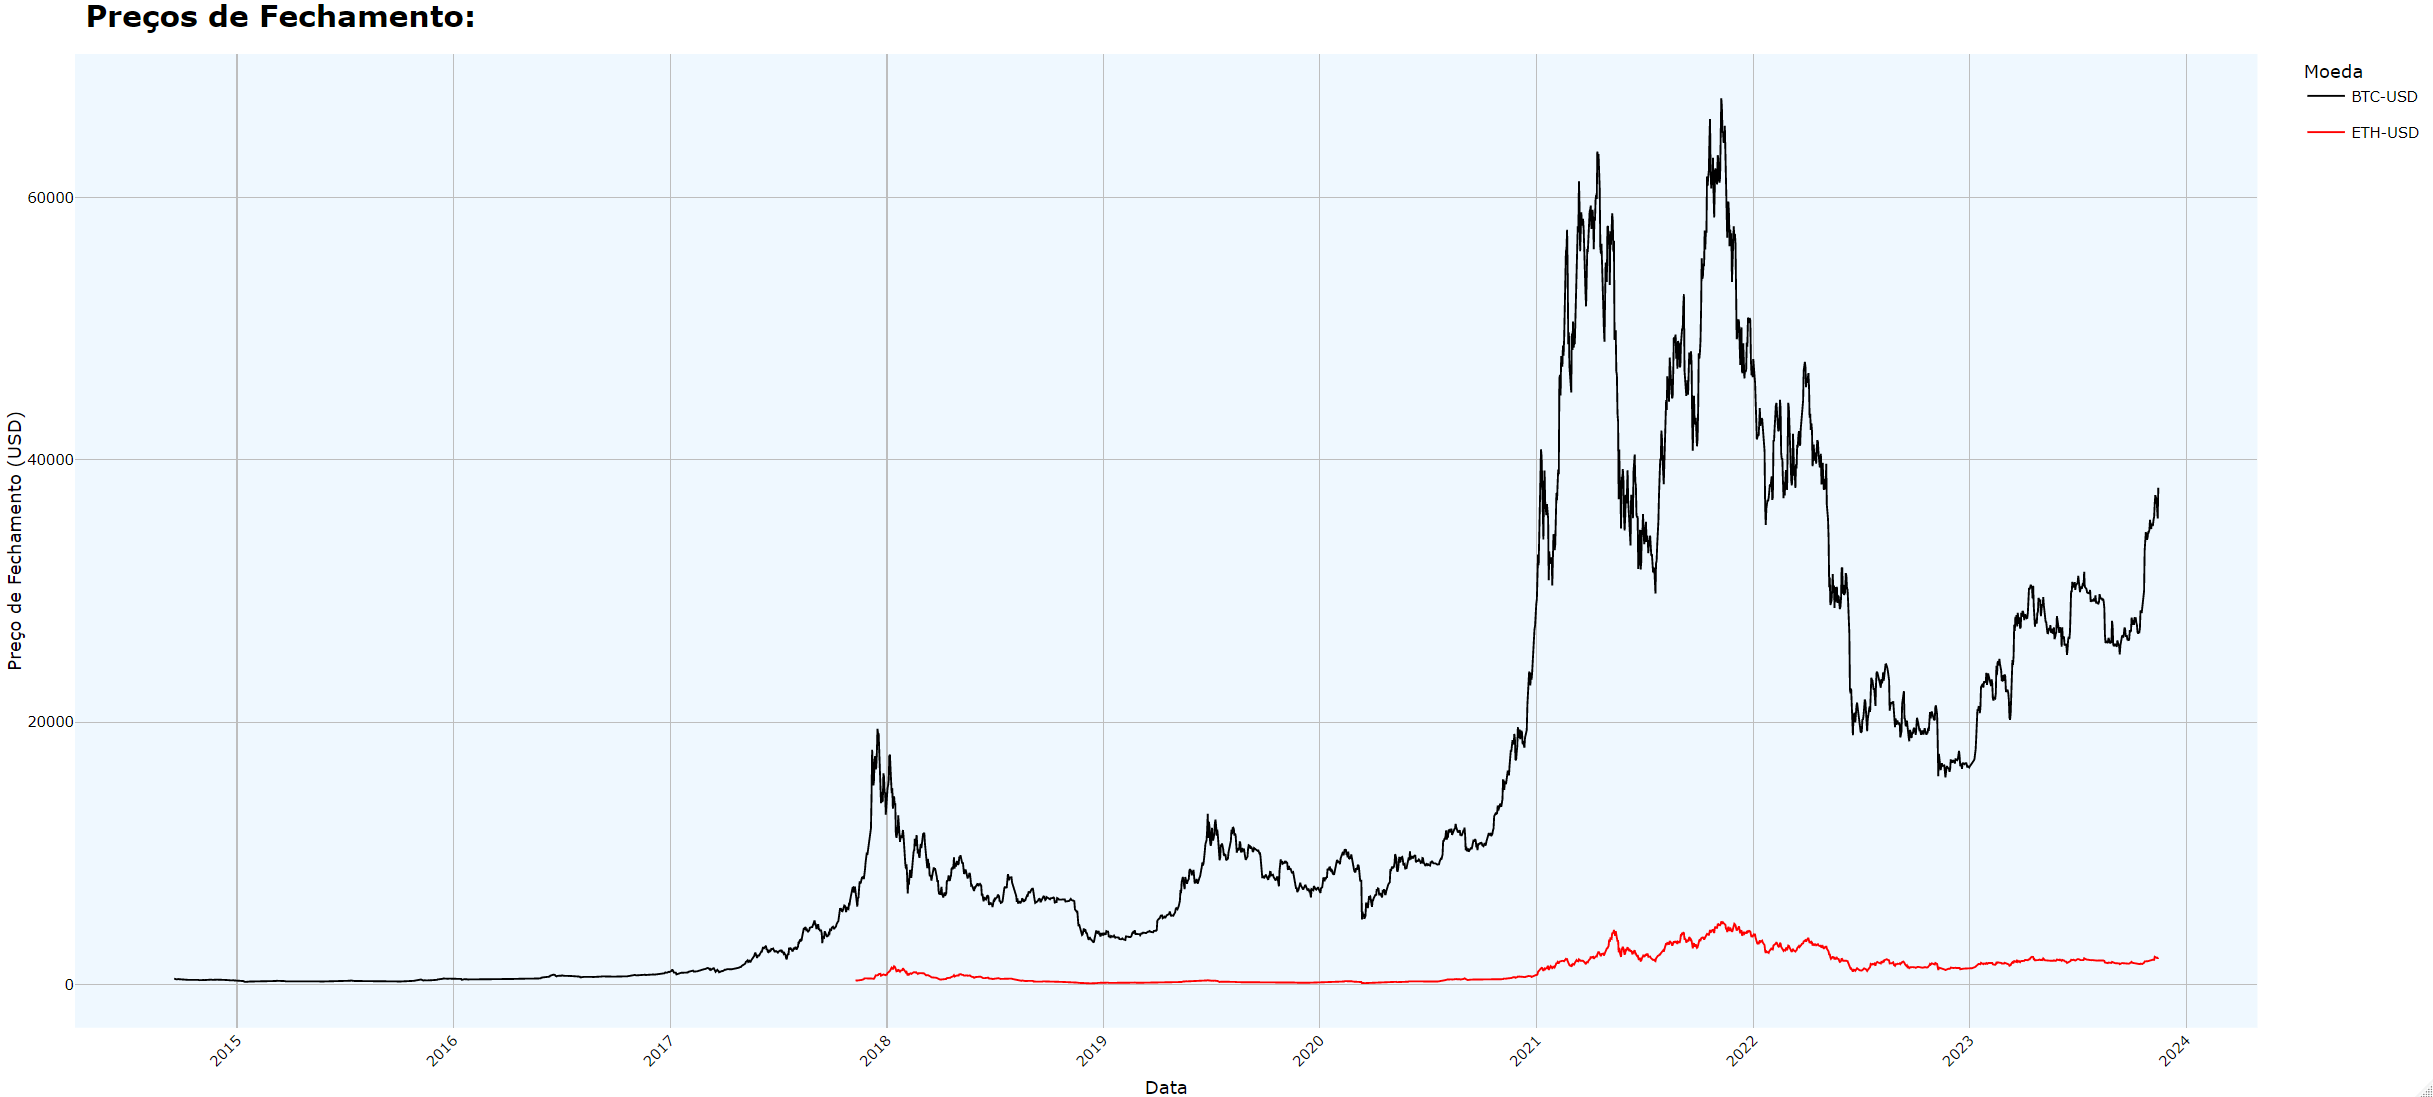 Preços de Fechamento:
Moeda
BTC-USD
ETH-USD
Preço de Fechamento (USD)
60000
40000
20000
0
2015
2016
2017
2018
2019
2020
2021
2022
2023
2024
Data